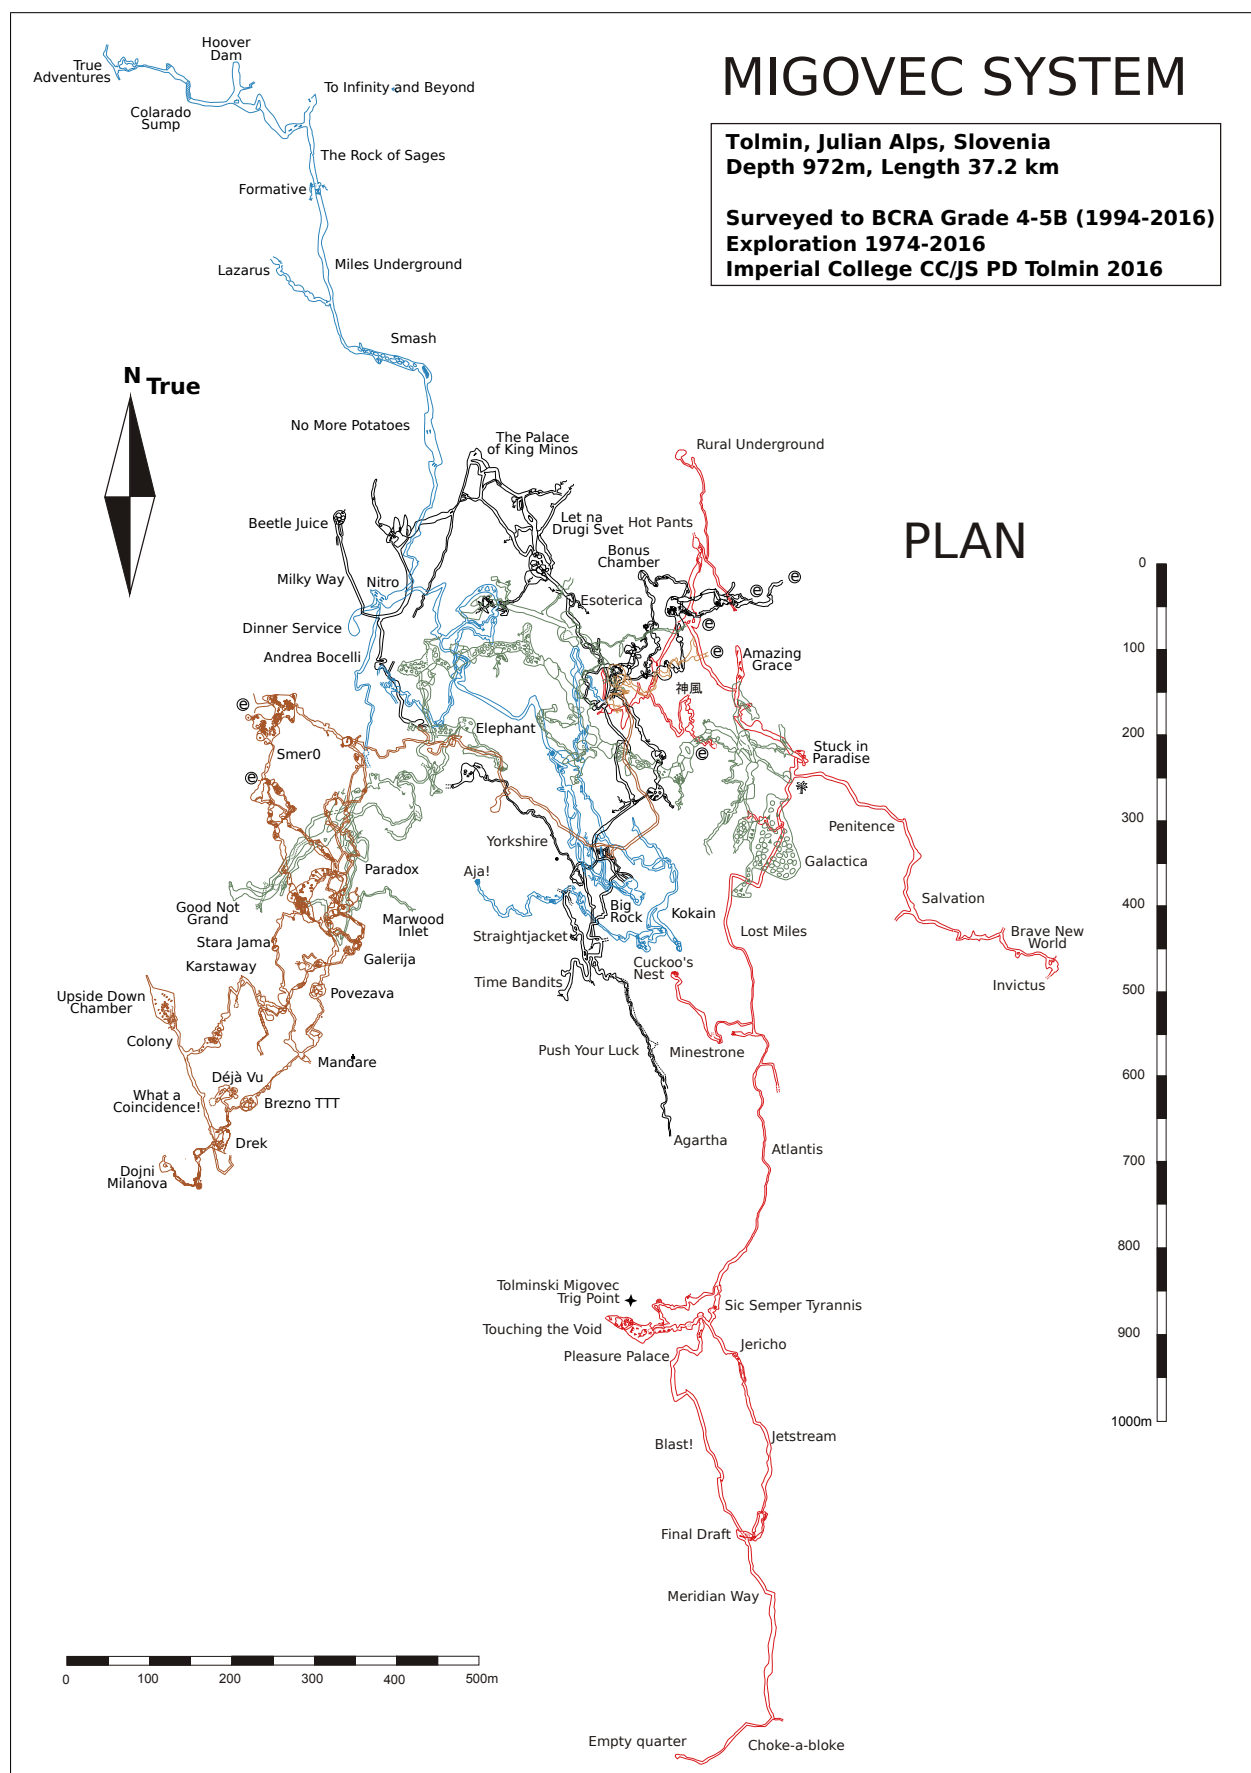 MIGOVEC SYSTEM
Tolmin, Julian Alps, Slovenia
Depth 972m, Length 37.2 km
Surveyed to BCRA Grade 4-5B (1994-2016)
Exploration 1974-2016
Imperial College CC/JS PD Tolmin 2016
True
Adventures
Hoover
Dam
Colarado
Sump
To Infinity and Beyond
The Rock of Sages
Formative
Lazarus
Miles Underground
Smash
N True
No More Potatoes
The Palace
of King Minos
Rural Underground
Beetle Juice
Let na
Drugi Svet
Hot Pants
PLAN
Bonus
Chamber
Milky Way
Nitro
Esoterica
e
e
Dinner Service
e
Andrea Bocelli
e
Amazing
Grace
神風
e
Elephant
Smer0
e
e
Stuck in
Paradise
Penitence
Yorkshire
Aja!
Paradox
Galactica
Good Not
Grand
Marwood
Inlet
Big
Rock
Kokain
Salvation
Stara Jama
Galerija
Straightjacket
Lost Miles
Brave New
World
Karstaway
Cuckoo's
Nest
Time Bandits
Invictus
Upside Down
Chamber
Povezava
Colony
Push Your Luck
Minestrone
Mandare
Déjà Vu
What a
Coincidence!
Brezno TTT
Drek
Agartha
Atlantis
Dojni
Milanova
Tolminski Migovec
Trig Point
Sic Semper Tyrannis
Touching the Void
Pleasure Palace
Jericho
Blast!
Jetstream
Final Draft
Meridian Way
Empty quarter
Choke-a-bloke
0
100
200
300
400
500
600
700
800
900
1000m
0 100 200 300 400 500m